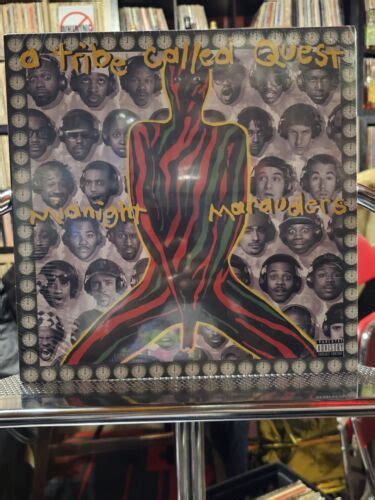 a tribe called Quest
midnight marauders
PARENTAL
ADVISORY
EXPLICIT CONTENT